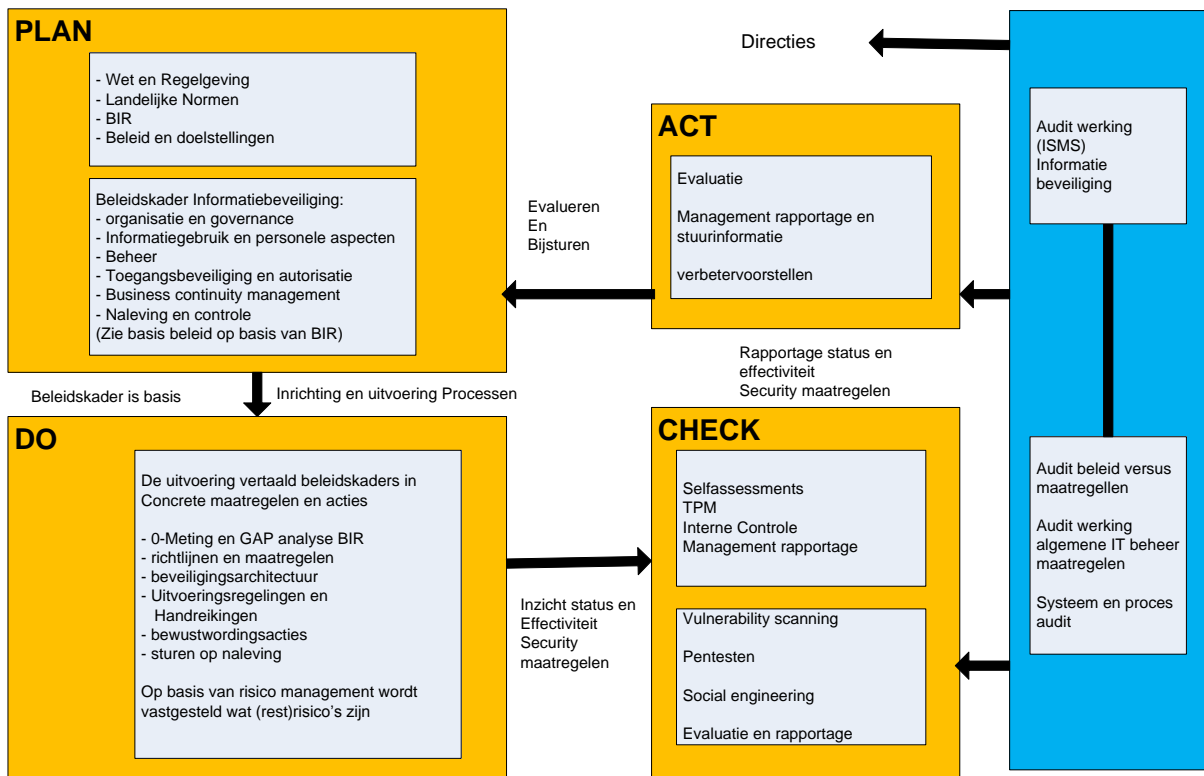 PLAN
- Wet en Regelgeving
- Landelijke Normen
- BIR
- Beleid en doelstellingen
Beleidskader Informatiebeveiliging:
- organisatie en governance
- Informatiegebruik en personele aspecten
- Beheer
- Toegangsbeveiliging en autorisatie
- Business continuity management
- Naleving en controle
(Zie basis beleid op basis van BIR)
Evalueren
En
Bijsturen
Directies
ACT
Evaluatie
Management rapportage en
stuurinformatie
verbetervoorstellen
Audit werking
(ISMS)
Informatie
beveiliging
Beleidskader is basis
Inrichting en uitvoering Processen
Rapportage status en
effectiviteit
Security maatregelen
DO
De uitvoering vertaald beleidskaders in
Concrete maatregelen en acties
- 0-Meting en GAP analyse BIR
- richtlijnen en maatregelen
- beveiligingsarchitectuur
- Uitvoeringsregelingen en
Handreikingen
- bewustwordingsacties
- sturen op naleving
Op basis van risico management wordt
vastgesteld wat (rest)risico's zijn
Inzicht status en
Effectiviteit
Security
maatregelen
CHECK
Selfassessments
TPM
Interne Controle
Management rapportage
Vulnerability scanning
Pentesten
Social engineering
Evaluatie en rapportage
Audit beleid versus
maatregellen
Audit werking
algemene IT beheer
maatregelen
Systeem en proces
audit